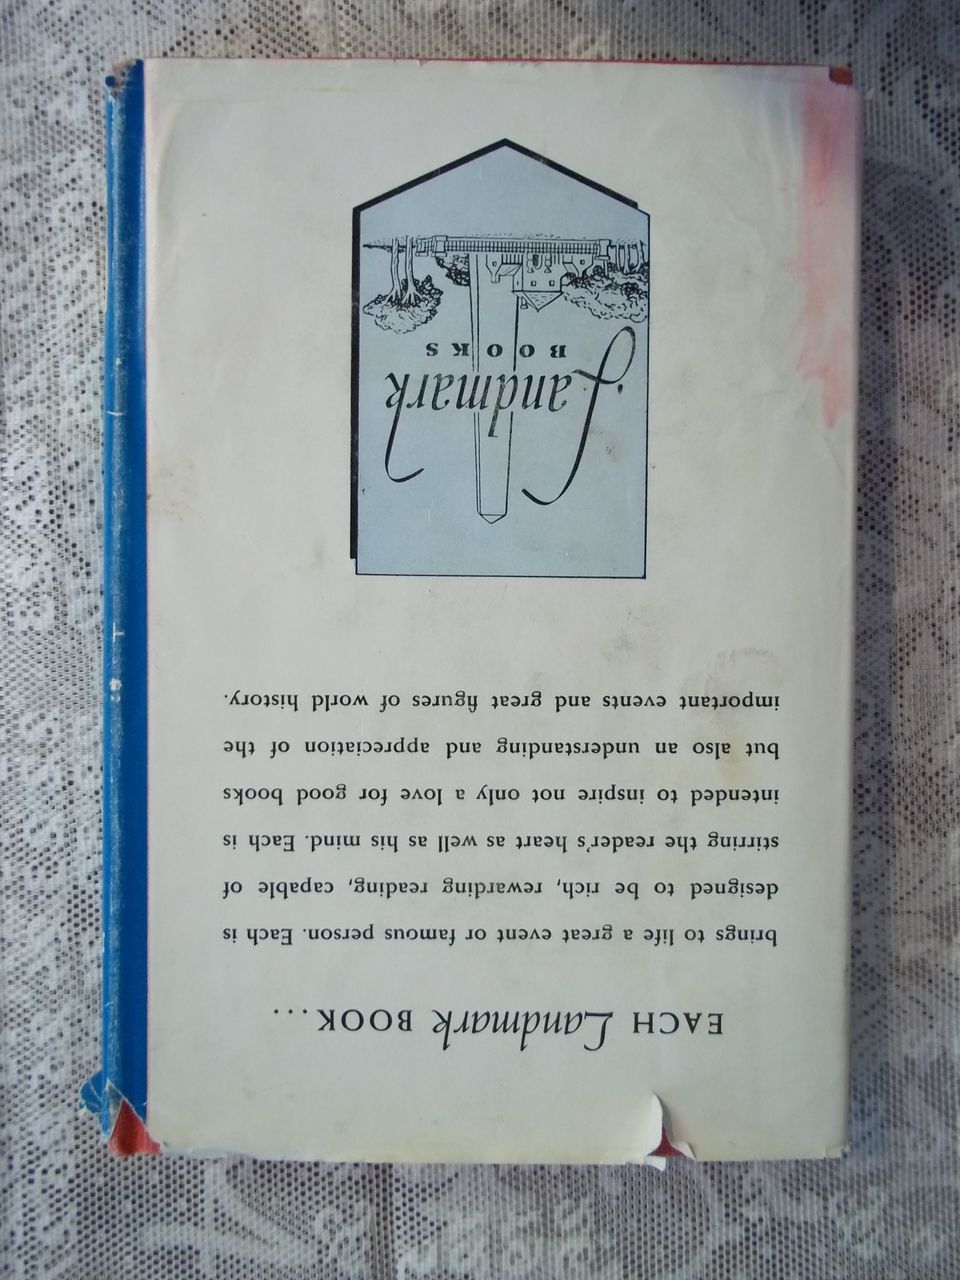 EACH Landmark BOOK...
brings to life a great event or famous person. Each is
designed to be rich, rewarding reading, capable of
stirring the reader's heart as well as his mind. Each is
intended to inspire not only a love for good books
but also an understanding and appreciation of the
important events and great figures of world history.
Landmark
BOOKS